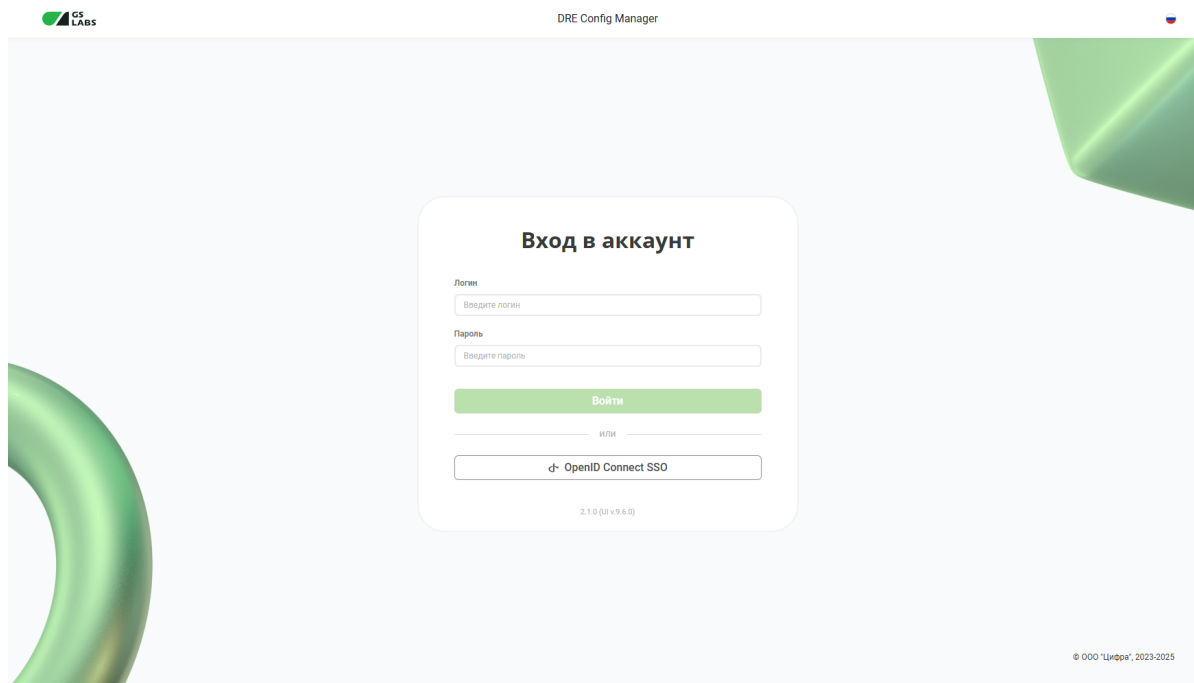 GS
LABS
DRE Config Manager
Вход в аккаунт
Логин
Введите логин
Пароль
Введите пароль
Войти
или
OpenID Connect SSO
2.1.0 (UI v.9.6.0)
© ООО "Цифра", 2023-2025